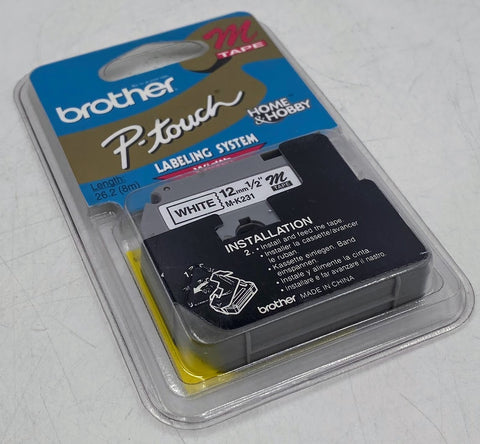 M
TAPE
brother
P-touch
HOME
& HOBBY
LABELING SYSTEM
Length:
26.2 (8m)
WHITE 12mm 1/2" M TAPE
M-K231
INSTALLATION
2. • Install and feed the tape
• Installer la cassette/avancer
le ruban
• Kassette einlegen. Band
einspannen.
• Instale y alimente la cinta.
• Installare e far avanzare il nastro.
brother MADE IN CHINA